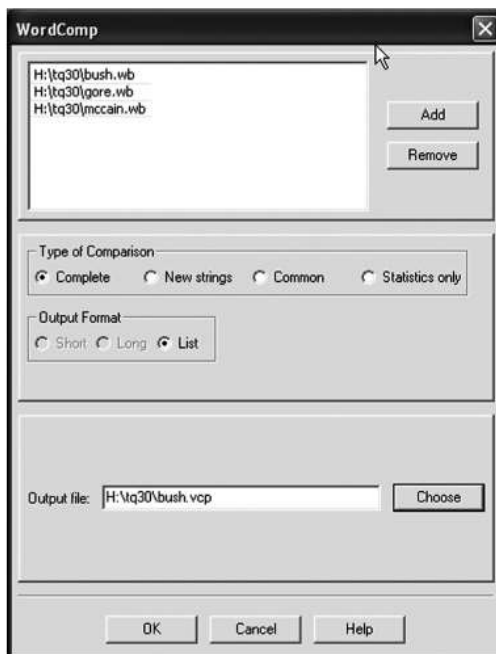 WordComp
H:\tq30\bush.wb
H:\tq30\gore.wb
H:\tq30\mccain.wb
Add
Remove
Type of Comparison
Complete New strings Common Statistics only
Output Format
Short Long List
Output file: H:\tq30\bush.vcp Choose
OK Cancel Help